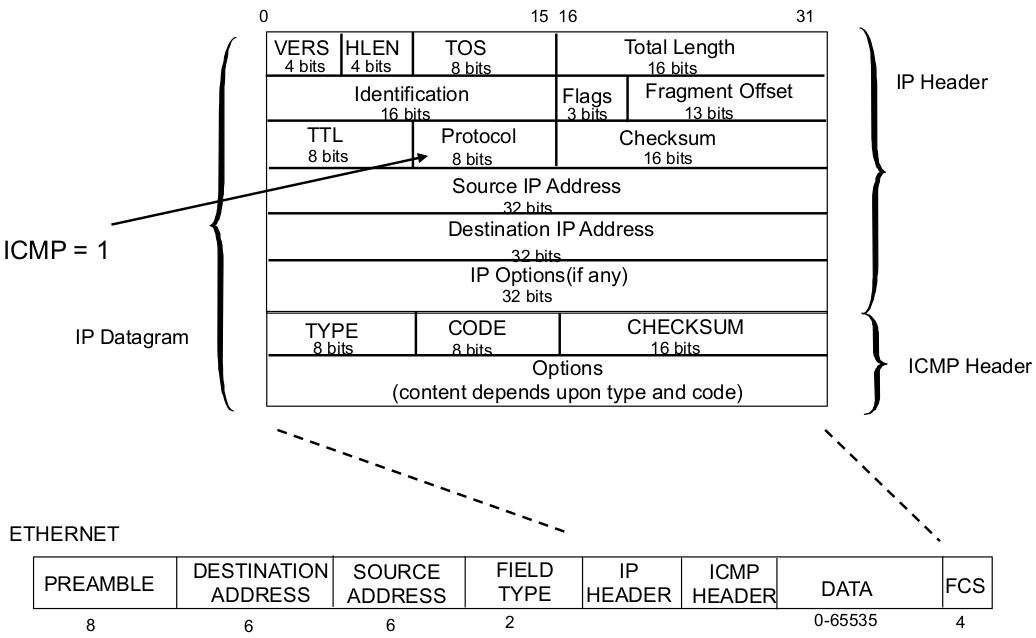 0 15 16 31
VERS HLEN TOS Total Length
4 bits 4 bits 8 bits 16 bits
IP Header
Identification Flags Fragment Offset
16 bits 3 bits 13 bits
TTL Protocol Checksum
8 bits 8 bits 16 bits
Source IP Address
32 bits
Destination IP Address
ICMP = 1
32 bits
IP Options(if any)
32 bits
IP Datagram
TYPE CODE CHECKSUM
8 bits 8 bits 16 bits
ICMP Header
Options
(content depends upon type and code)
ETHERNET
PREAMBLE
DESTINATION
ADDRESS
SOURCE
ADDRESS
FIELD
TYPE
IP
HEADER
ICMP
HEADER
DATA
FCS
8 6 6 2 0-65535 4